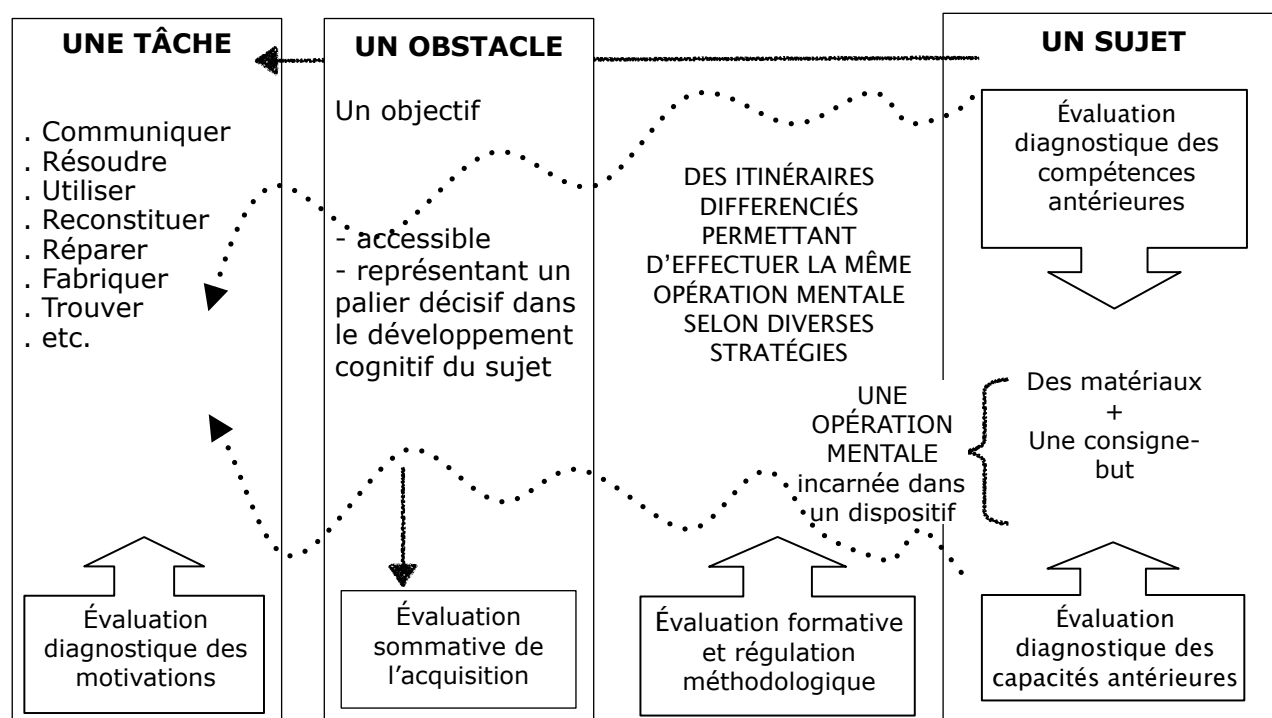 UNE TÂCHE
. Communiquer
. Résoudre
. Utiliser
. Reconstituer
. Réparer
. Fabriquer
. Trouver
. etc.
Évaluation
diagnostique des
motivations
UN OBSTACLE
Un objectif
- accessible
- représentant un
palier décisif dans
le développement
cognitif du sujet
Évaluation
sommative de
l'acquisition
DES ITINÉRAIRES
DIFFERENCIÉS
PERMETTANT
D'EFFECTUER LA MÊME
OPÉRATION MENTALE
SELON DIVERSES
STRATÉGIES
UNE
OPÉRATION
MENTALE
incarnée dans
un dispositif
Évaluation formative
et régulation
méthodologique
UN SUJET
Évaluation
diagnostique des
compétences
antérieures
Des matériaux
+
Une consigne-
but
Évaluation
diagnostique des
capacités antérieures